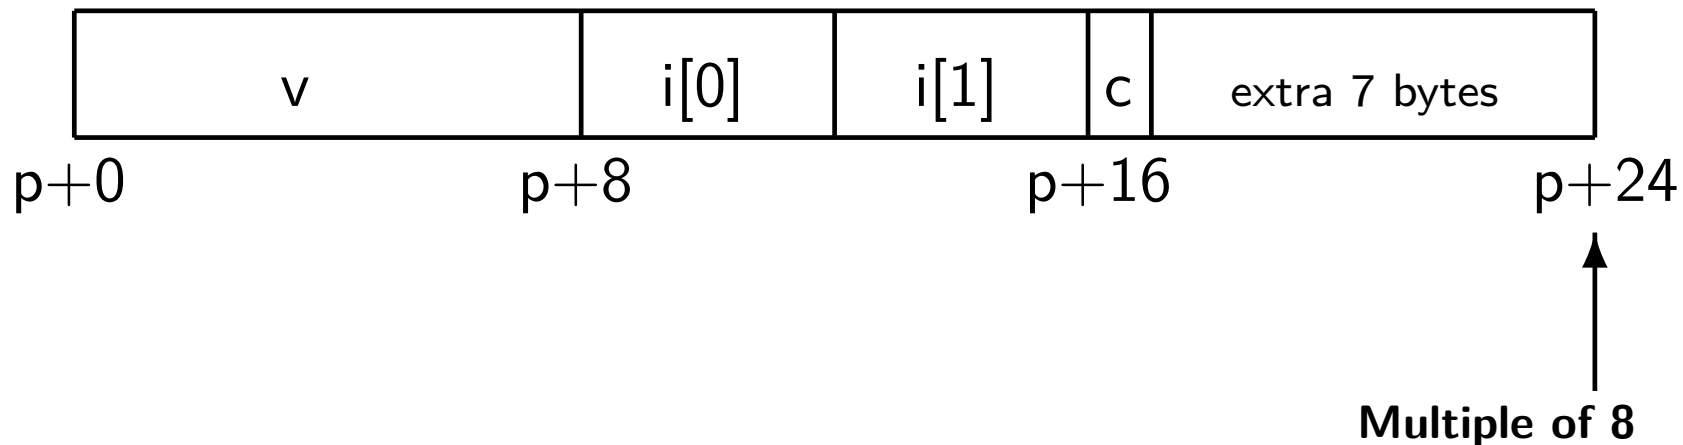 v i[0] i[1] c extra 7 bytes
p+0 p+8 p+16 p+24
Multiple of 8